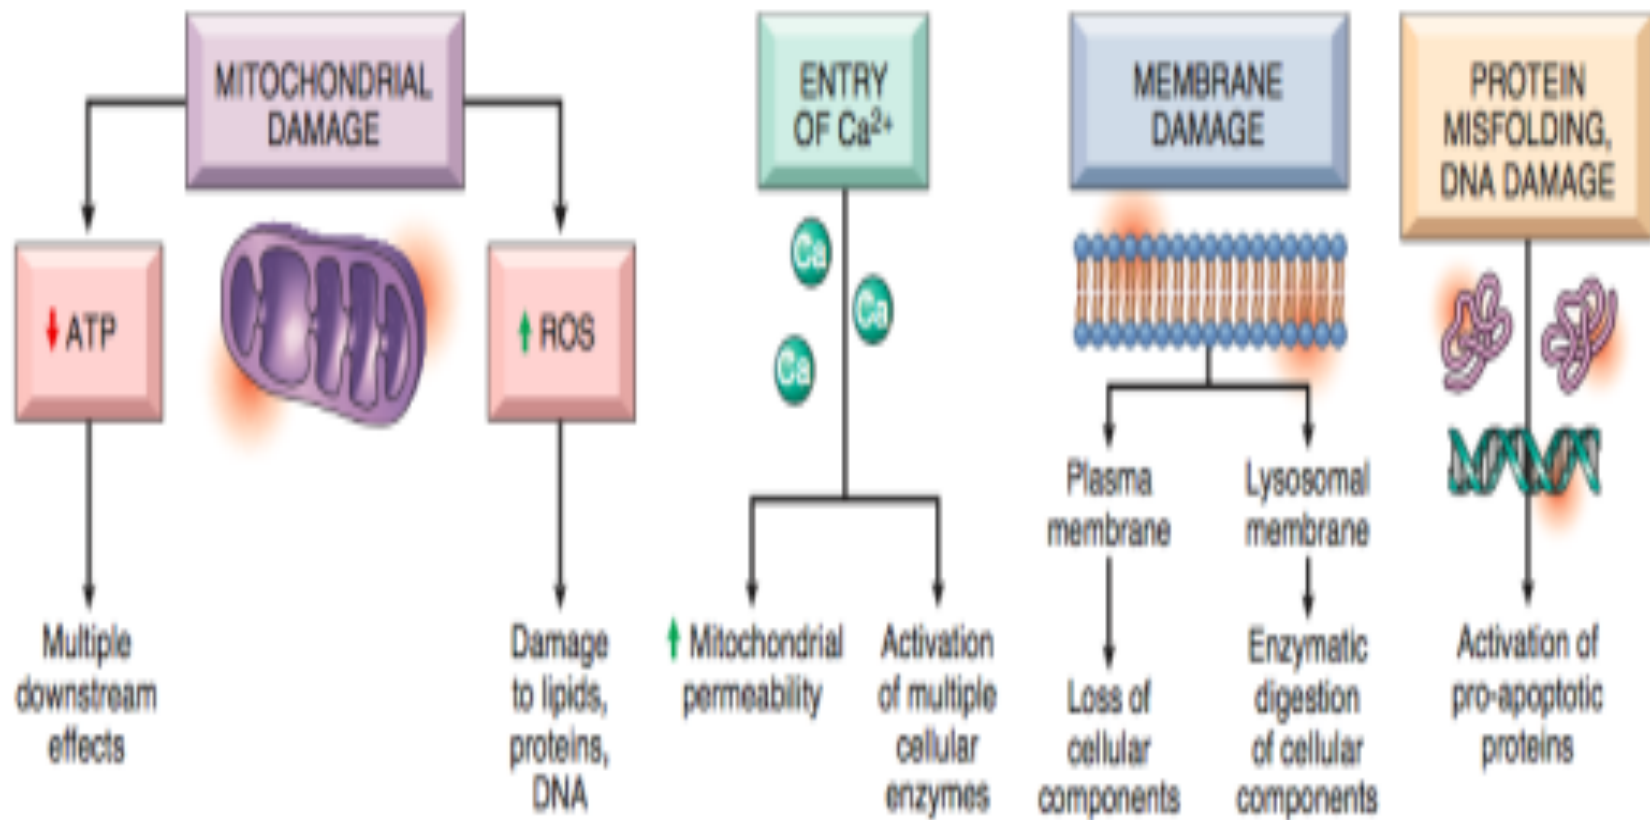 MITOCHONDRIAL
DAMAGE
↓ ATP
↑ ROS
Multiple
downstream
effects
Damage
to lipids,
proteins,
DNA
ENTRY
OF Ca²⁺
Ca
Ca
Ca
↑ Mitochondrial
permeability
Activation
of multiple
cellular
enzymes
MEMBRANE
DAMAGE
Plasma
membrane
Loss of
cellular
components
Lysosomal
membrane
Enzymatic
digestion
of cellular
components
PROTEIN
MISFOLDING,
DNA DAMAGE
Activation of
pro-apoptotic
proteins